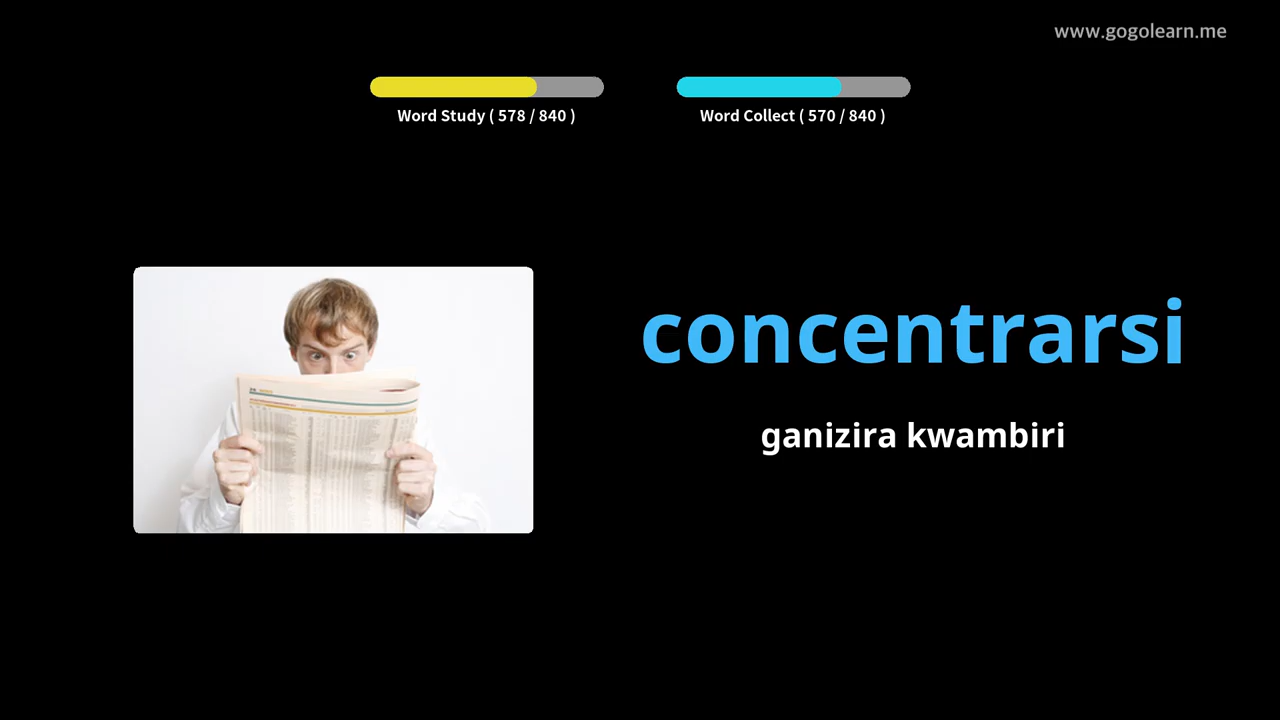 www.gogolearn.me
Word Study ( 578 / 840 )
Word Collect ( 570 / 840 )
concentrarsi
ganizira kwambiri